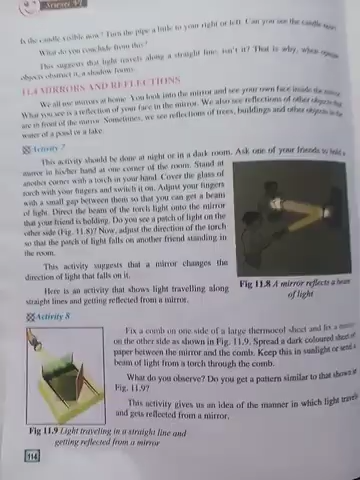 Science VI
Is the candle visible now? Turn the pipe a little to your right or left. Can you see the candle now?
What do you conclude from this?
This suggests that light travels along a straight line, isn't it? That is why, when opaque
objects obstruct it, a shadow forms.
11.4 MIRRORS AND REFLECTIONS
We all use mirrors at home. You look into the mirror and see your own face inside the mirror.
What you see is a reflection of your face in the mirror. We also see reflections of other objects that
are in front of the mirror. Sometimes, we see reflections of trees, buildings and other objects in the
water of a pond or a lake.
Activity 7
This activity should be done at night or in a dark room. Ask one of your friends to hold a
mirror in his/her hand at one corner of the room. Stand at
another corner with a torch in your hand. Cover the glass of
torch with your fingers and switch it on. Adjust your fingers
with a small gap between them so that you can get a beam
of light. Direct the beam of the torch light onto the mirror
that your friend is holding. Do you see a patch of light on the
other side (Fig. 11.8)? Now, adjust the direction of the torch
so that the patch of light falls on another friend standing in
the room.
This activity suggests that a mirror changes the
direction of light that falls on it.
Here is an activity that shows light travelling along
straight lines and getting reflected from a mirror.
Fig 11.8 A mirror reflects a beam
of light
Activity 8
Fix a comb on one side of a large thermocol sheet and fix a mirror
on the other side as shown in Fig. 11.9. Spread a dark coloured sheet of
paper between the mirror and the comb. Keep this in sunlight or send a
beam of light from a torch through the comb.
What do you observe? Do you get a pattern similar to that shown in
Fig. 11.9?
This activity gives us an idea of the manner in which light travels
and gets reflected from a mirror.
Fig 11.9 Light traveling in a straight line and
getting reflected from a mirror
114